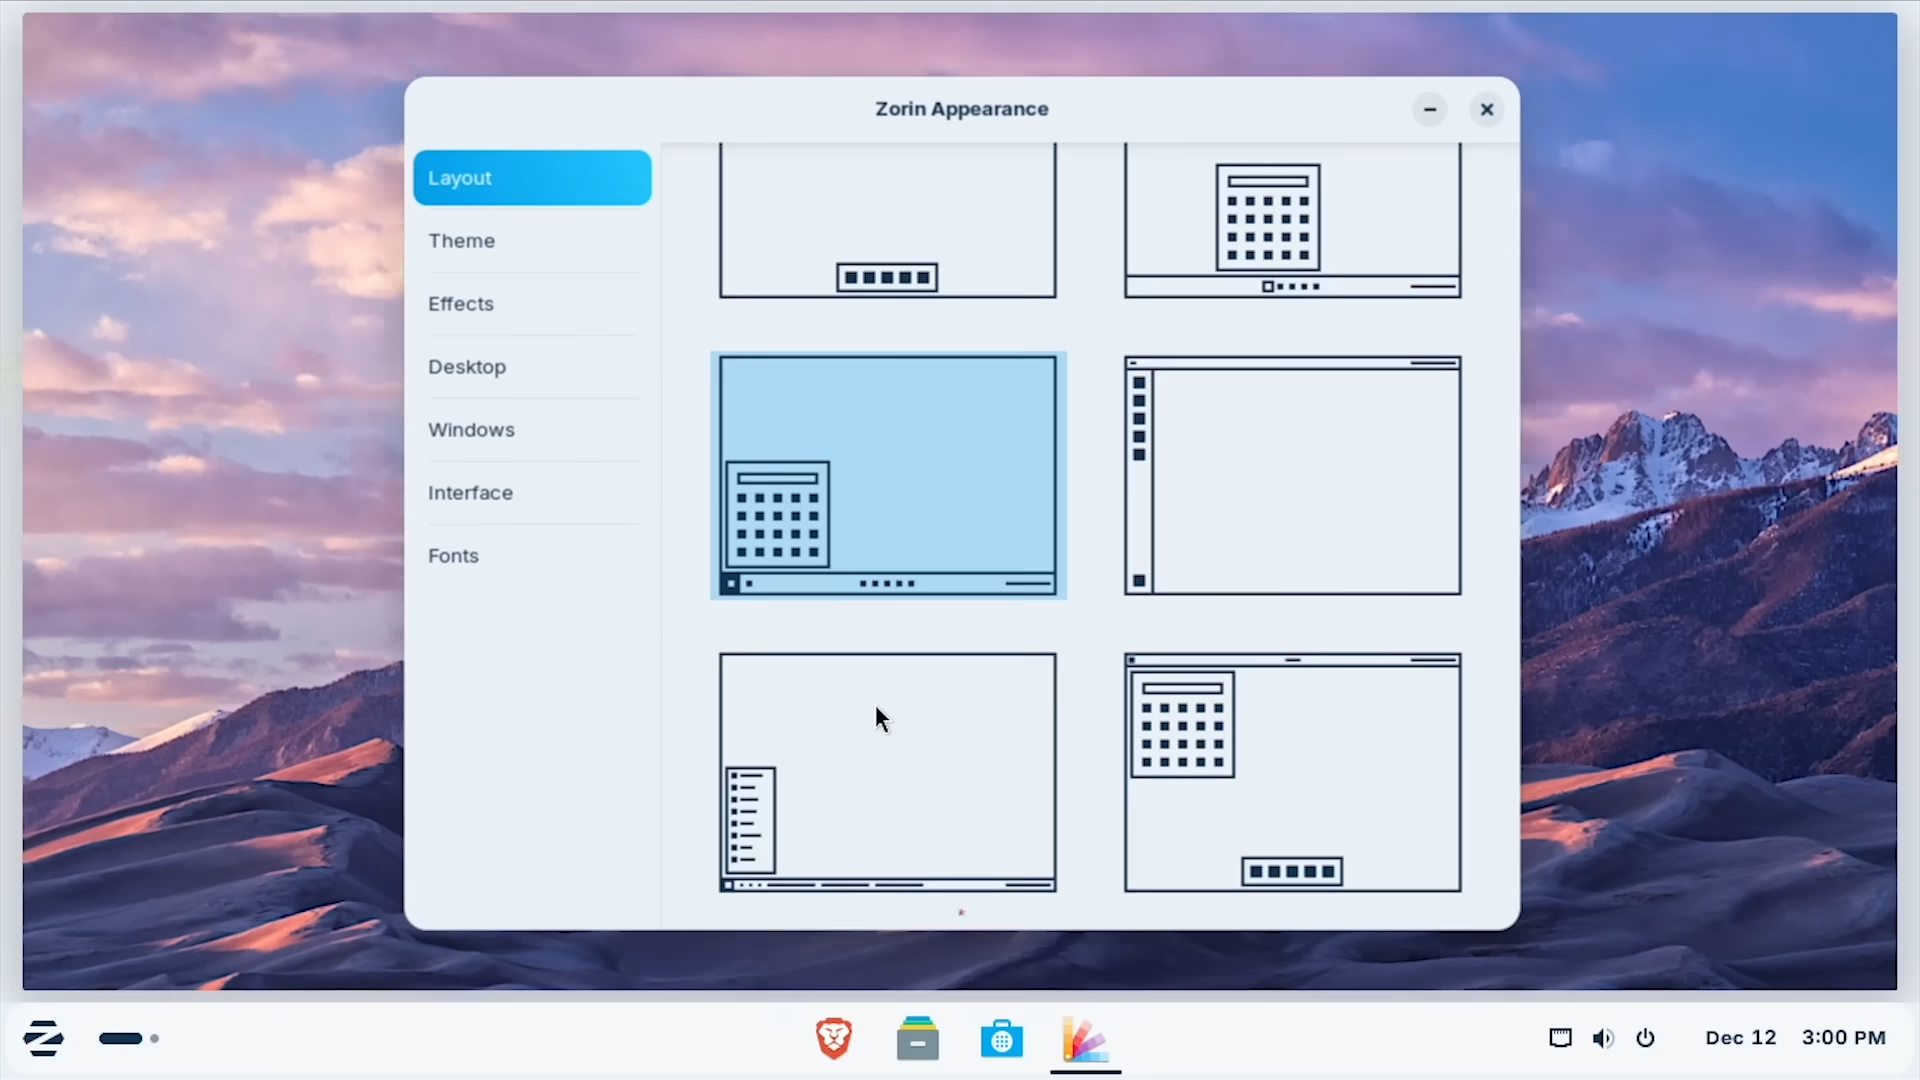 Zorin Appearance
Layout
Theme
Effects
Desktop
Windows
Interface
Fonts
Dec 12 3:00 PM